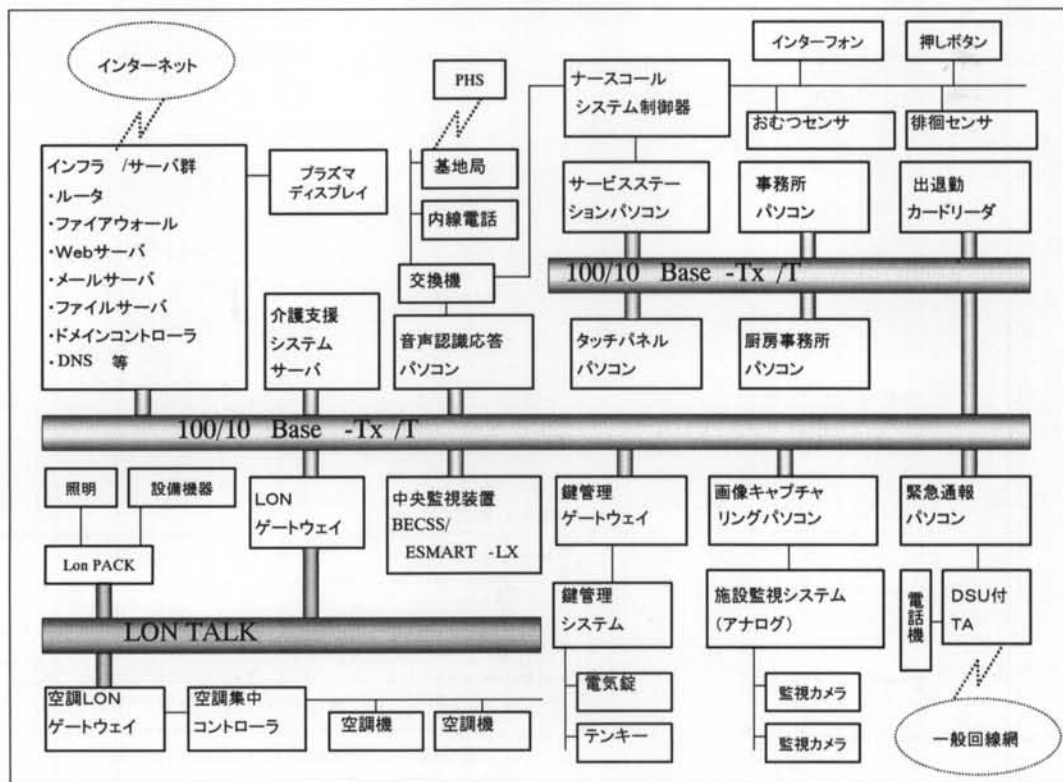 インターネット
PHS
インターフォン
押しボタン
ナースコール
システム制御器
おむつセンサ
徘徊センサ
インフラ /サーバ群
・ルータ
・ファイアウォール
・Webサーバ
・メールサーバ
・ファイルサーバ
・ドメインコントローラ
・DNS 等
プラズマ
ディスプレイ
基地局
内線電話
交換機
サービスステー
ションパソコン
事務所
パソコン
出退勤
カードリーダ
100/10 Base -Tx /T
介護支援
システム
サーバ
音声認識応答
パソコン
タッチパネル
パソコン
厨房事務所
パソコン
100/10 Base -Tx /T
照明
設備機器
Lon PACK
LON
ゲートウェイ
中央監視装置
BECSS/
ESMART -LX
鍵管理
ゲートウェイ
画像キャプチャ
リングパソコン
緊急通報
パソコン
LON TALK
鍵管理
システム
施設監視システム
(アナログ)
電話機
DSU付
TA
空調LON
ゲートウェイ
空調集中
コントローラ
空調機
空調機
電気錠
テンキー
監視カメラ
監視カメラ
一般回線網